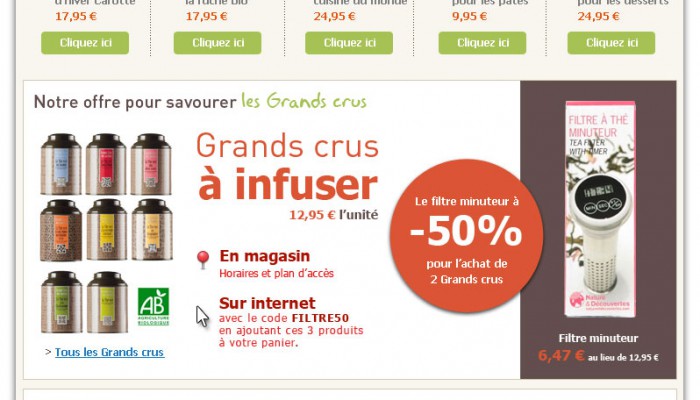 d'hiver Carotte
la ruche bio
cuisine du monde
pour les pâtes
pour les desserts
17,95 €
17,95 €
24,95 €
9,95 €
24,95 €
Cliquez ici
Cliquez ici
Cliquez ici
Cliquez ici
Cliquez ici
Notre offre pour savourer les Grands crus
Grands crus
à infuser
12,95 € l'unité
En magasin
Horaires et plan d'accès
Sur internet
avec le code FILTRE50
en ajoutant ces 3 produits
à votre panier.
AB
AGRICULTURE
BIOLOGIQUE
> Tous les Grands crus
Le filtre minuteur à
-50%
pour l'achat de
2 Grands crus
FILTRE À THÉ
MINUTEUR
TEA FILTER
WITH TIMER
Nature
& Découvertes
Filtre minuteur
6,47 € au lieu de 12,95 €